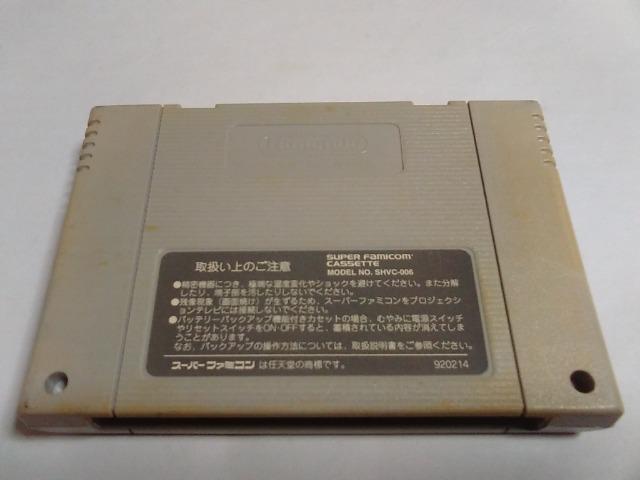 Nintendo
取扱い上のご注意
SUPER FAMICOM
CASSETTE
MODEL NO. SHVC-006
●精密機器につき、極端な温度変化やショックを避けてください。また分解
したり、端子部を汚したりしないでください。
●残像現象（画面焼け）が生ずるため、スーパーファミコンをプロジェクシ
ョンテレビには接続しないでください。
●バッテリーバックアップ機能付きカセットの場合、むやみに電源スイッチ
やリセットスイッチをON・OFFすると、蓄積されている内容が消えてしま
うことがあります。
なお、バックアップの操作方法については、取扱説明書をご参照ください。
スーパーファミコン は任天堂の商標です。
920214